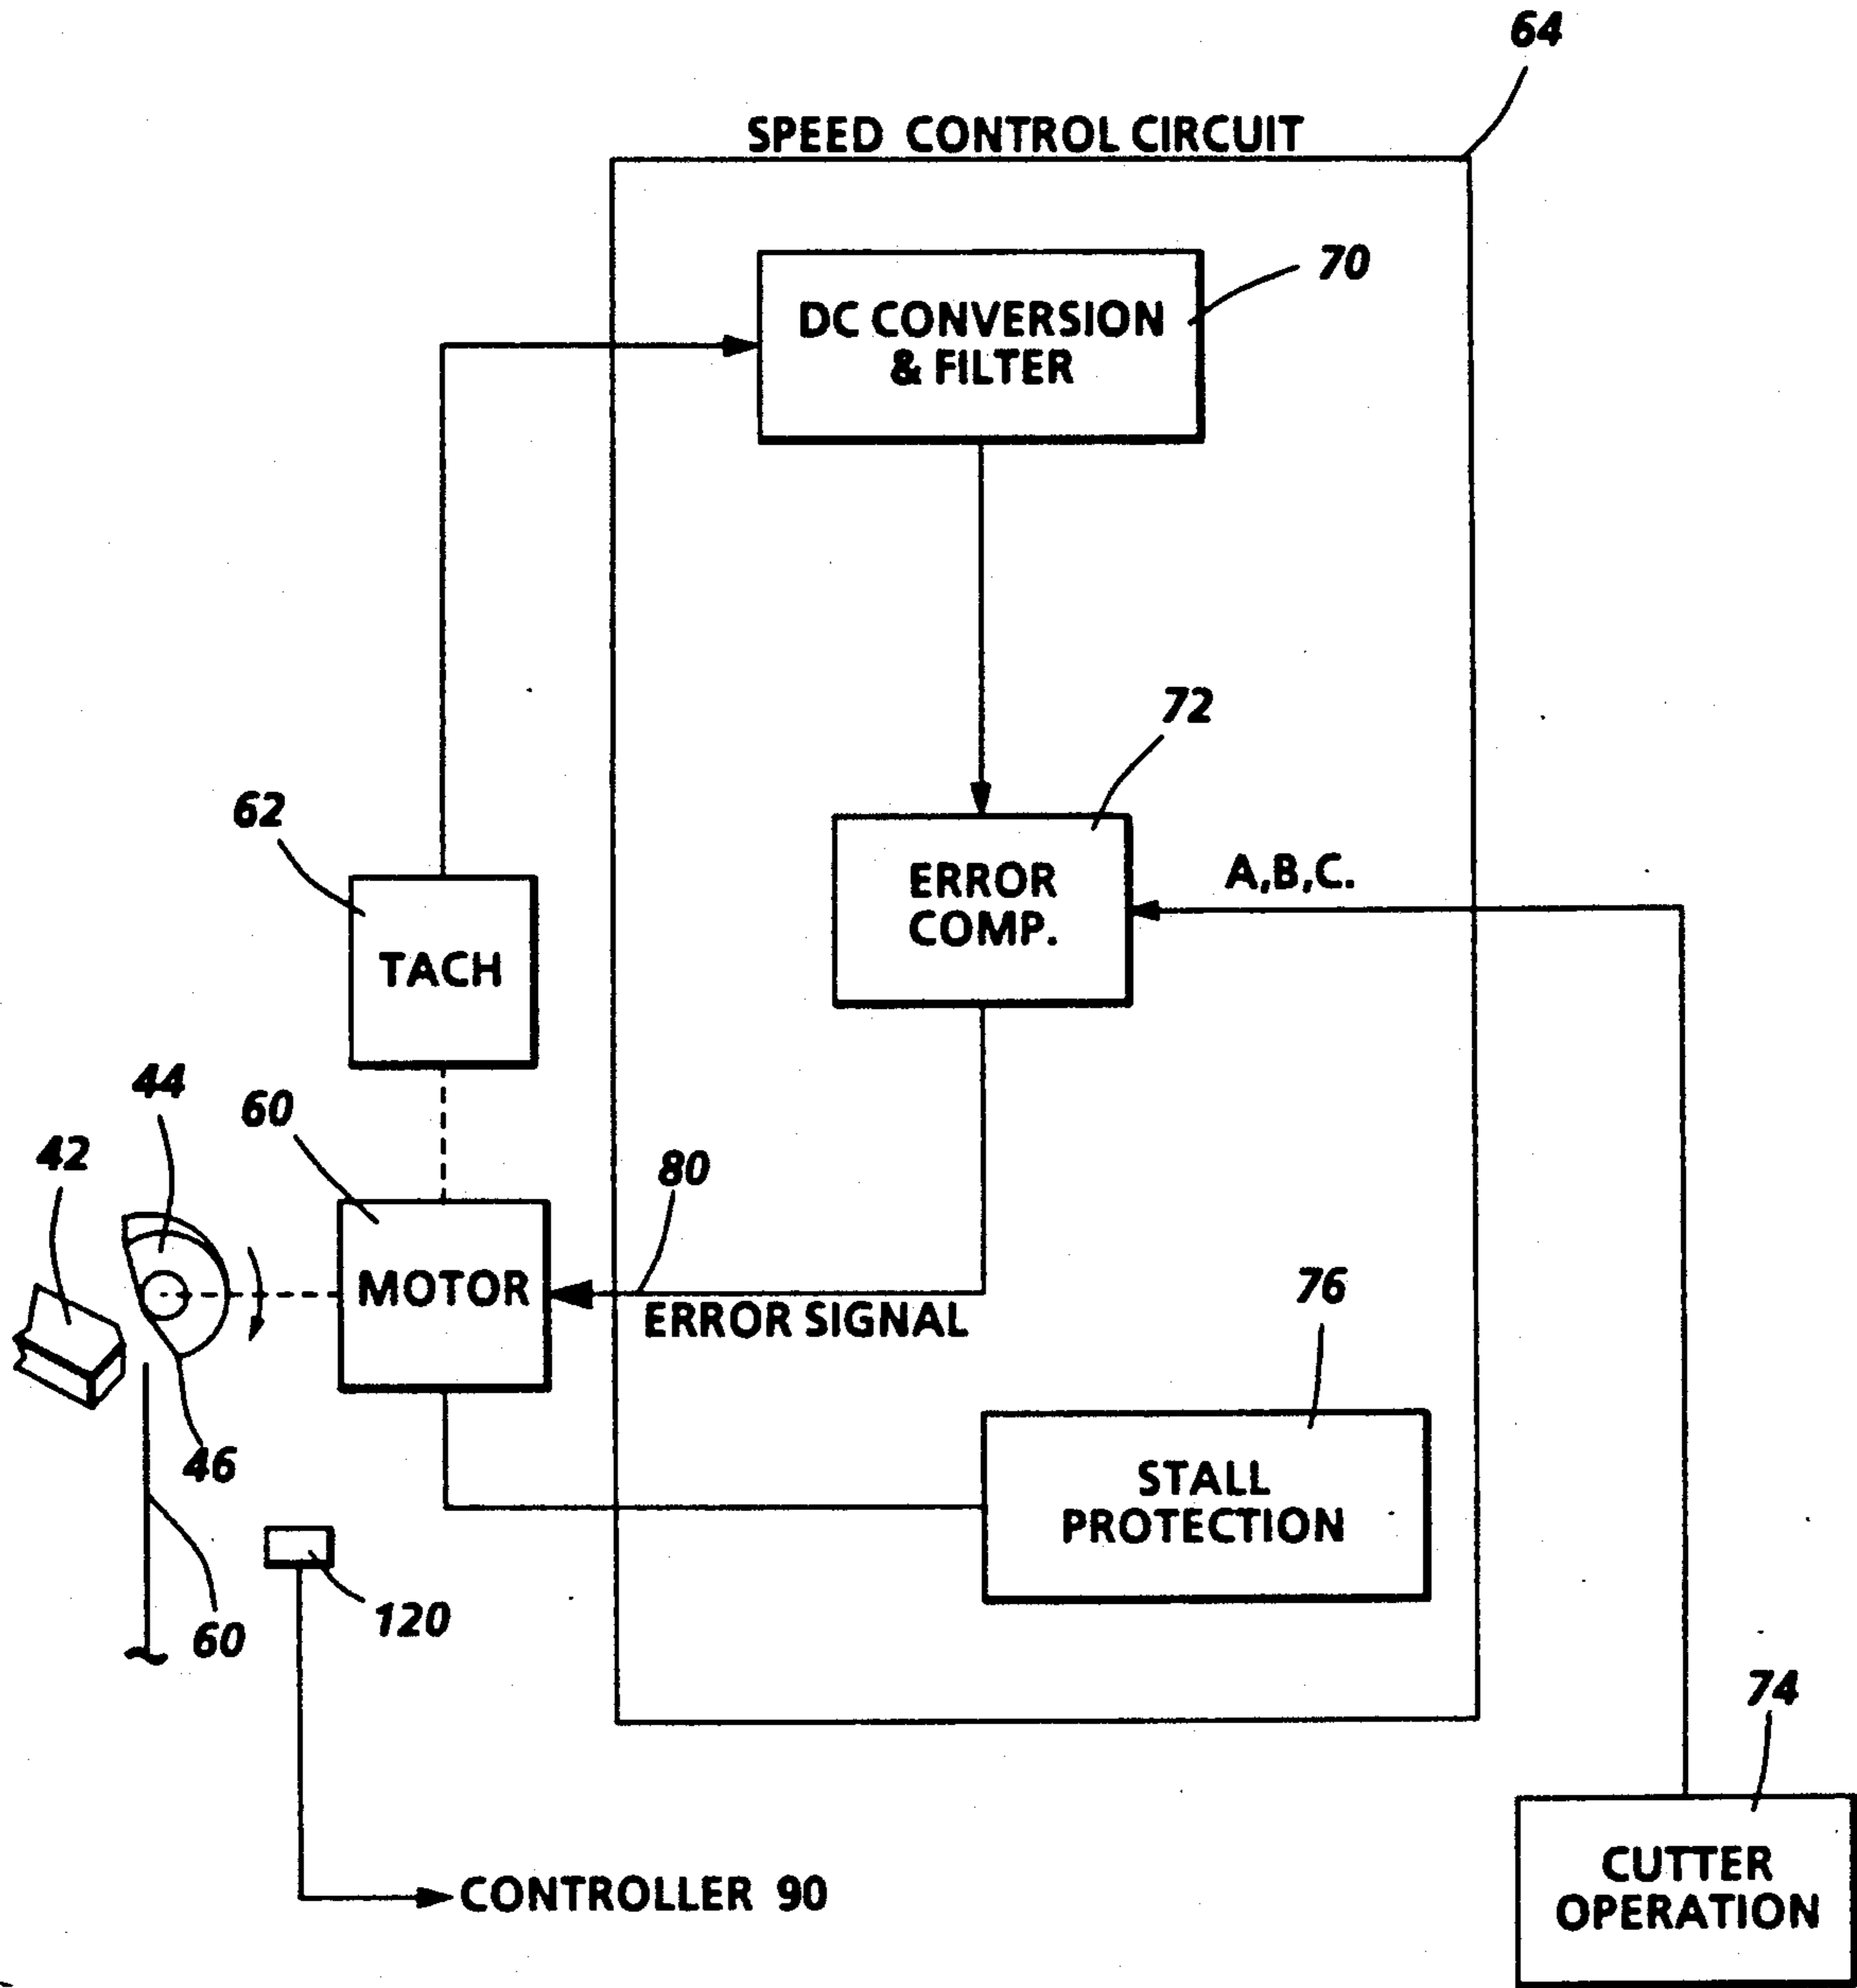 64
SPEED CONTROL CIRCUIT
70
DC CONVERSION
& FILTER
72
62
ERROR
COMP.
A,B,C.
TACH
44
60
42
80
MOTOR
ERROR SIGNAL
76
46
STALL
PROTECTION
120
60
74
CONTROLLER 90
CUTTER
OPERATION